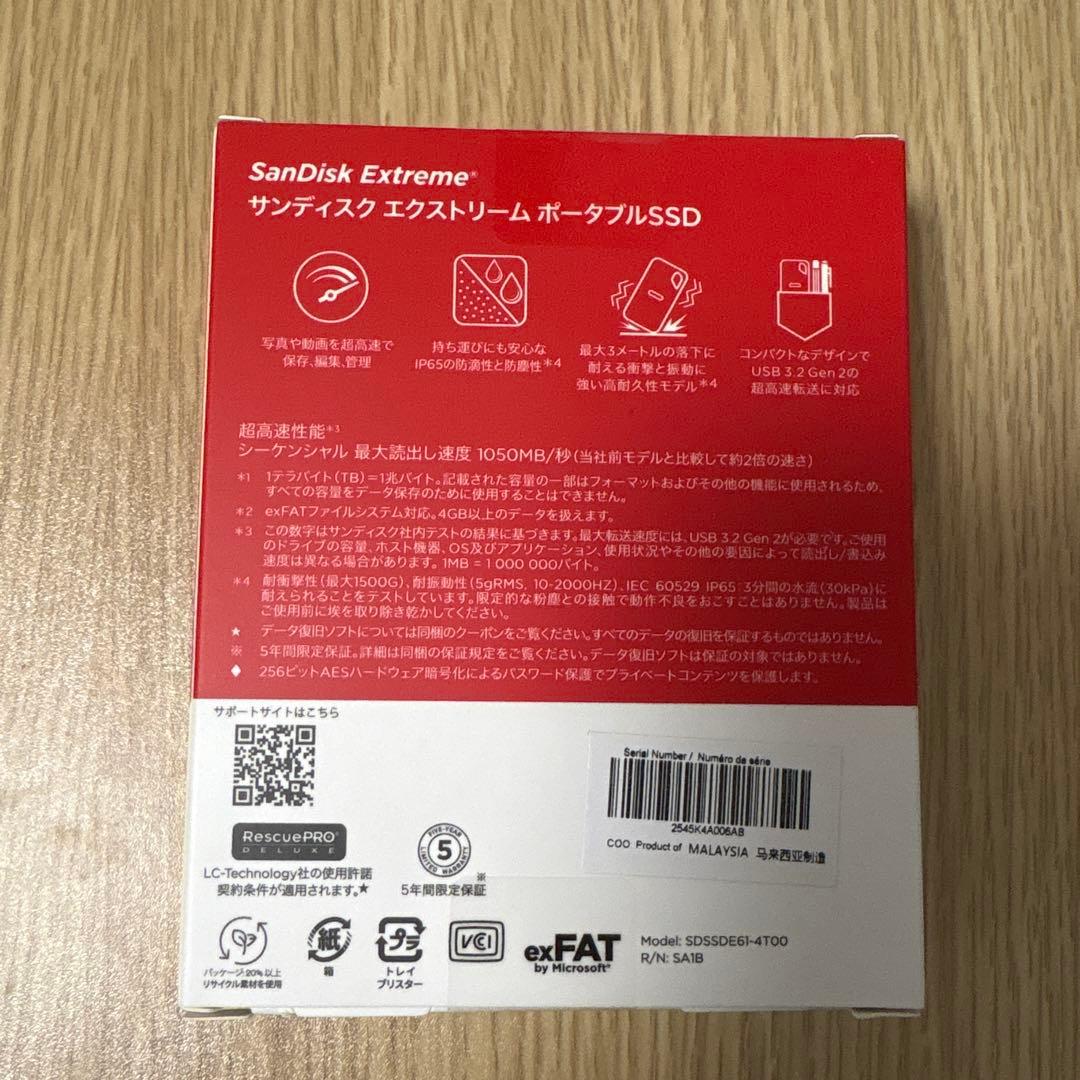 SanDisk Extreme®
サンディスク エクストリーム ポータブルSSD
写真や動画を超高速で
保存、編集、管理
持ち運びにも安心な
IP65の防滴性と防塵性*4
最大3メートルの落下に
耐える衝撃と振動に
強い高耐久性モデル*4
コンパクトなデザインで
USB 3.2 Gen 2の
超高速転送に対応
超高速性能*3
シーケンシャル 最大読出し速度 1050MB/秒(当社前モデルと比較して約2倍の速さ)
*1 1テラバイト(TB)=1兆バイト。記載された容量の一部はフォーマットおよびその他の機能に使用されるため、
すべての容量をデータ保存のために使用することはできません。
*2 exFATファイルシステム対応。4GB以上のデータを扱えます。
*3 この数字はサンディスク社内テストの結果に基づきます。最大転送速度には、USB 3.2 Gen 2が必要です。ご使用
のドライブの容量、ホスト機器、OS及びアプリケーション、使用状況やその他の要因によって読出し/書込み
速度は異なる場合があります。1MB = 1 000 000バイト。
*4 耐衝撃性(最大1500G)、耐振動性(5gRMS, 10-2000HZ)、IEC 60529 IP65:3分間の水流(30kPa)に
耐えられることをテストしています。限定的な粉塵との接触で動作不良をおこすことはありません。製品は
ご使用前に埃を取り除き乾かしてください。
★ データ復旧ソフトについては同梱のクーポンをご覧ください。すべてのデータの復旧を保証するものではありません。
※ 5年間限定保証。詳細は同梱の保証規定をご覧ください。データ復旧ソフトは保証の対象ではありません。
♦ 256ビットAESハードウェア暗号化によるパスワード保護でプライベートコンテンツを保護します。
サポートサイトはこちら
Serial Number / Numéro de série
2545K4A006AB
COO Product of MALAYSIA 马来西亚制造
RescuePRO®
DELUXE
LC-Technology社の使用許諾
契約条件が適用されます。★
FIVE-YEAR
5
LIMITED WARRANTY
※
5年間限定保証
パッケージ:20%以上
リサイクル素材を使用
紙
箱
プラ
トレイ
ブリスター
VCCI
exFAT
by Microsoft®
Model: SDSSDE61-4T00
R/N: SA1B